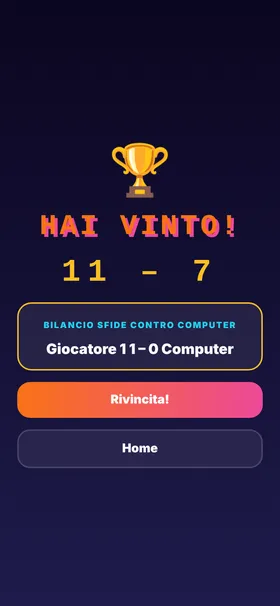 HAI VINTO!
11 – 7
BILANCIO SFIDE CONTRO COMPUTER
Giocatore 11 – 0 Computer
Rivincita!
Home